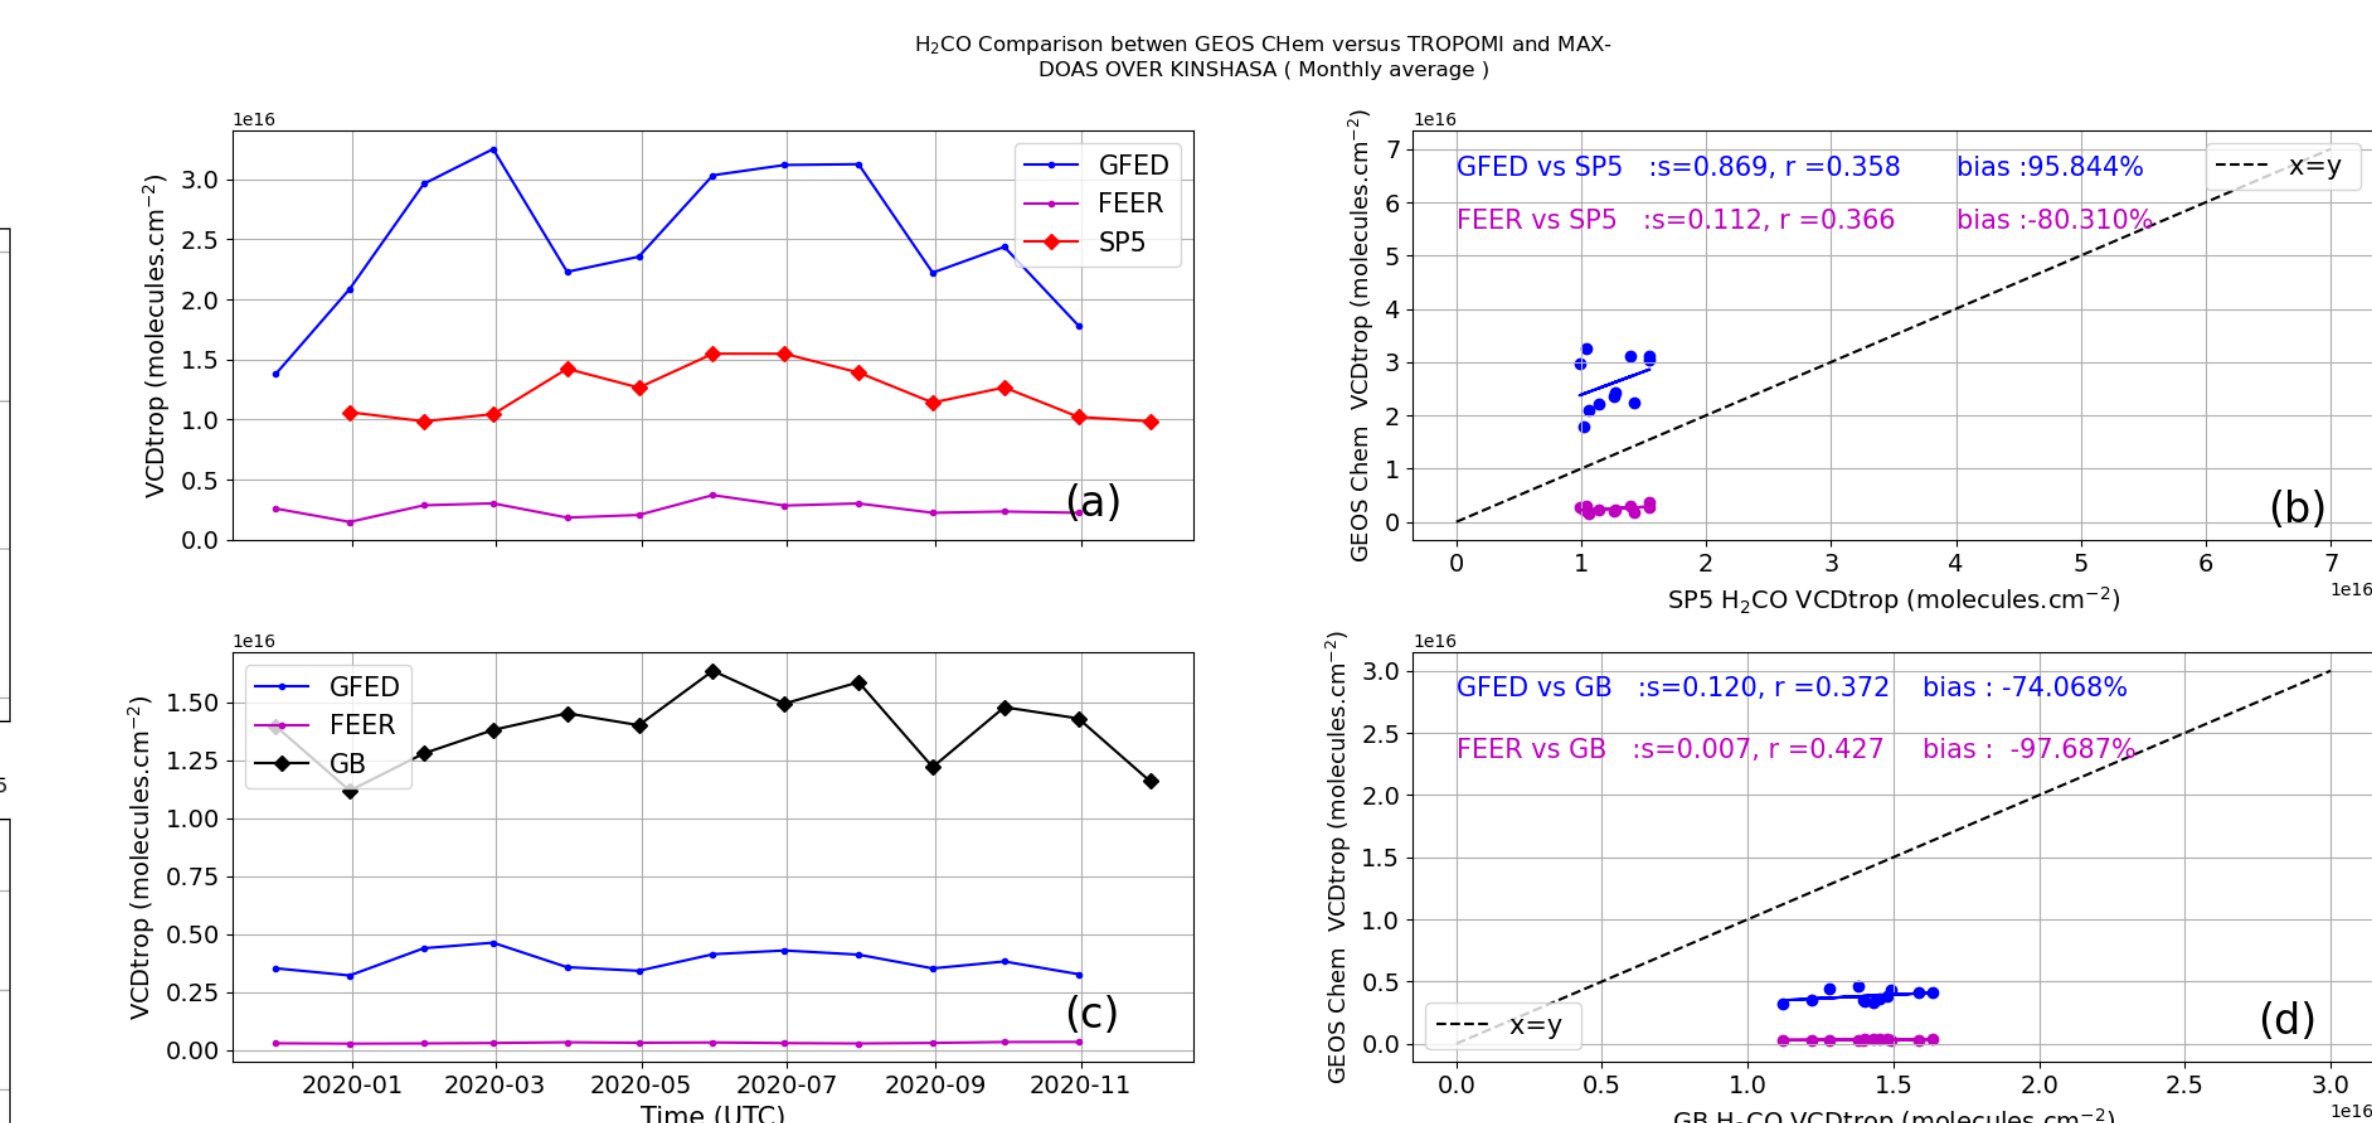 H₂CO Comparison betwen GEOS CHem versus TROPOMI and MAX-
DOAS OVER KINSHASA ( Monthly average )
1e16
VCDtrop (molecules.cm⁻²)
3.0
2.5
2.0
1.5
1.0
0.5
0.0
GFED
FEER
SP5
(a)
1e16
GEOS Chem VCDtrop (molecules.cm⁻²)
7
6
5
4
3
2
1
0
GFED vs SP5 :s=0.869, r =0.358 bias :95.844%
FEER vs SP5 :s=0.112, r =0.366 bias :-80.310%
x=y
(b)
0 1 2 3 4 5 6 7
1e16
SP5 H₂CO VCDtrop (molecules.cm⁻²)
5
1e16
VCDtrop (molecules.cm⁻²)
1.50
1.25
1.00
0.75
0.50
0.25
0.00
GFED
FEER
GB
(c)
2020-01 2020-03 2020-05 2020-07 2020-09 2020-11
Time (UTC)
1e16
GEOS Chem VCDtrop (molecules.cm⁻²)
3.0
2.5
2.0
1.5
1.0
0.5
0.0
GFED vs GB :s=0.120, r =0.372 bias : -74.068%
FEER vs GB :s=0.007, r =0.427 bias : -97.687%
x=y
(d)
0.0 0.5 1.0 1.5 2.0 2.5 3.0
1e16
GB H₂CO VCDtrop (molecules.cm⁻²)